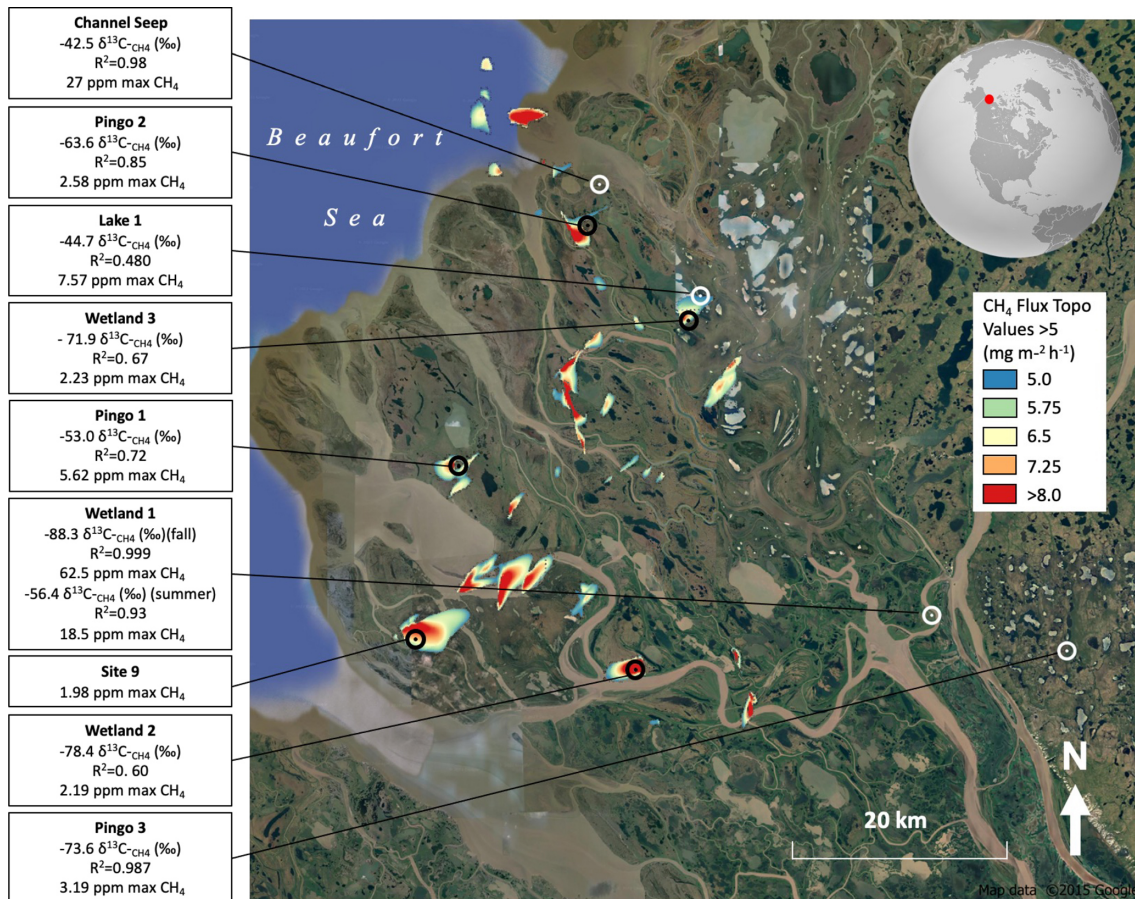 Channel Seep
-42.5 δ¹³C-CH4 (‰)
R²=0.98
27 ppm max CH₄
Pingo 2
-63.6 δ¹³C-CH4 (‰)
R²=0.85
2.58 ppm max CH₄
Lake 1
-44.7 δ¹³C-CH4 (‰)
R²=0.480
7.57 ppm max CH₄
Wetland 3
- 71.9 δ¹³C-CH4 (‰)
R²=0. 67
2.23 ppm max CH₄
Pingo 1
-53.0 δ¹³C-CH4 (‰)
R²=0.72
5.62 ppm max CH₄
Wetland 1
-88.3 δ¹³C-CH4 (‰)(fall)
R²=0.999
62.5 ppm max CH₄
-56.4 δ¹³C-CH4 (‰) (summer)
R²=0.93
18.5 ppm max CH₄
Site 9
1.98 ppm max CH₄
Wetland 2
-78.4 δ¹³C-CH4 (‰)
R²=0. 60
2.19 ppm max CH₄
Pingo 3
-73.6 δ¹³C-CH4 (‰)
R²=0.987
3.19 ppm max CH₄
Beaufort
Sea
CH₄ Flux Topo
Values >5
(mg m-² h-¹)
5.0
5.75
6.5
7.25
>8.0
N
20 km
Map data ©2015 Google